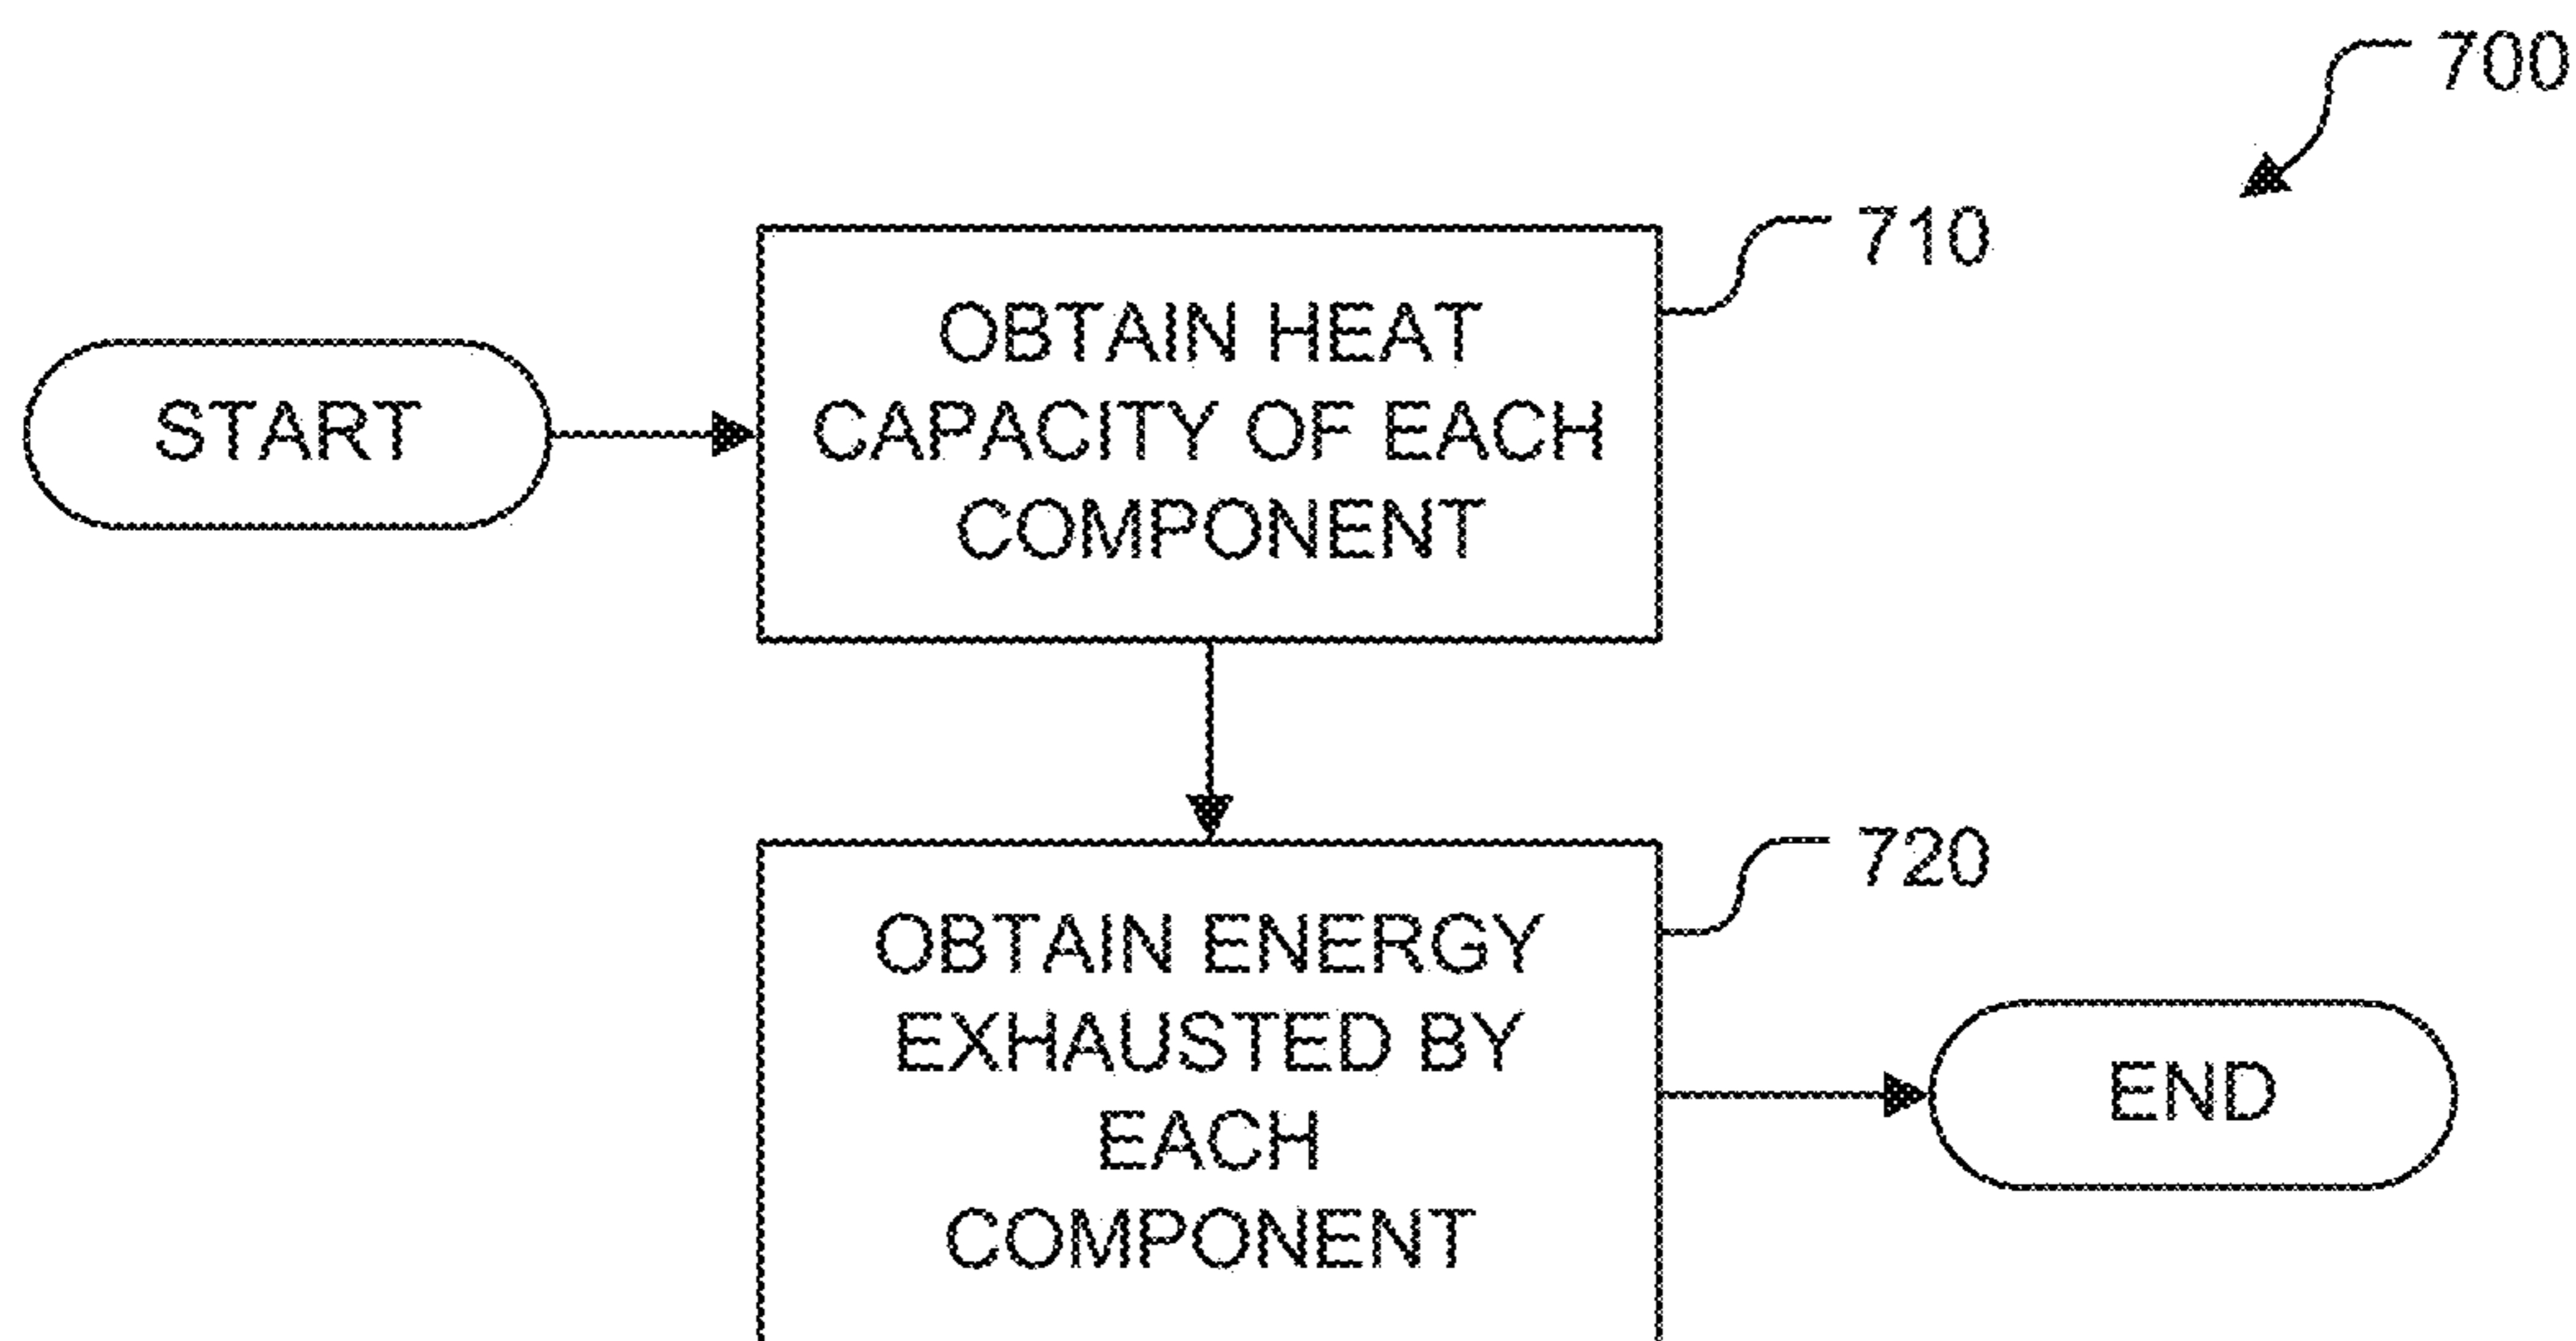 700
710
OBTAIN HEAT
CAPACITY OF EACH
COMPONENT
START
720
OBTAIN ENERGY
EXHAUSTED BY
EACH
COMPONENT
END